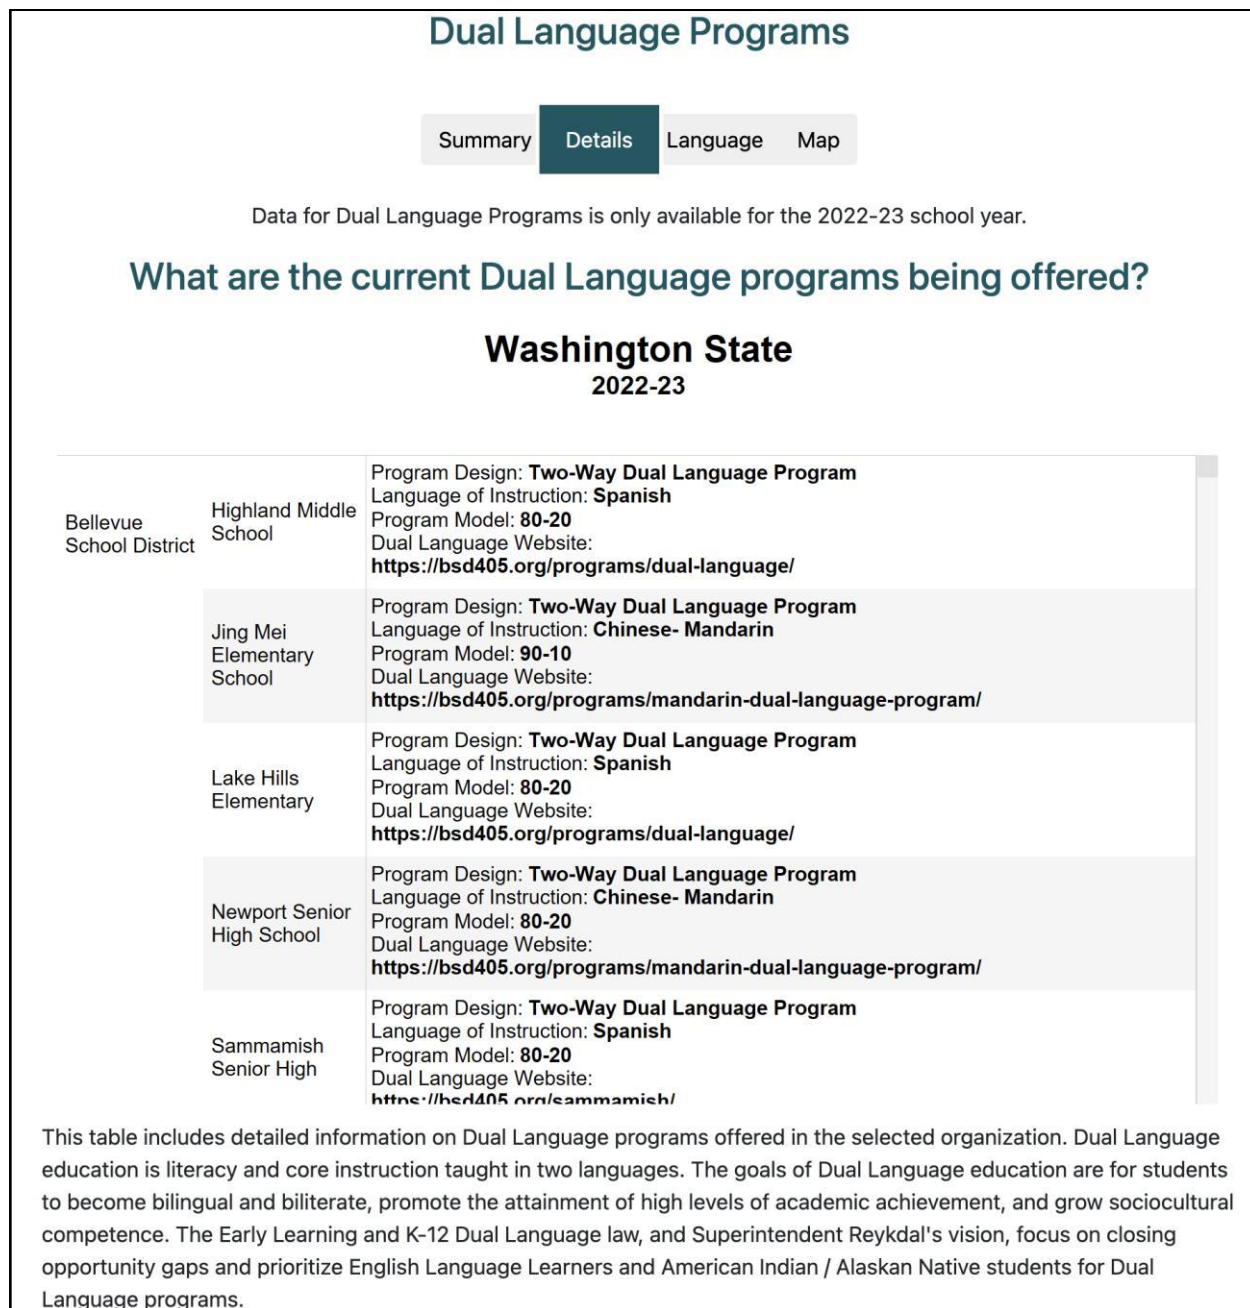 Dual Language Programs
Summary Details Language Map
Data for Dual Language Programs is only available for the 2022-23 school year.
What are the current Dual Language programs being offered?
Washington State
2022-23
Bellevue
School District
Highland Middle
School
Program Design: Two-Way Dual Language Program
Language of Instruction: Spanish
Program Model: 80-20
Dual Language Website:
https://bsd405.org/programs/dual-language/
Jing Mei
Elementary
School
Program Design: Two-Way Dual Language Program
Language of Instruction: Chinese- Mandarin
Program Model: 90-10
Dual Language Website:
https://bsd405.org/programs/mandarin-dual-language-program/
Lake Hills
Elementary
Program Design: Two-Way Dual Language Program
Language of Instruction: Spanish
Program Model: 80-20
Dual Language Website:
https://bsd405.org/programs/dual-language/
Newport Senior
High School
Program Design: Two-Way Dual Language Program
Language of Instruction: Chinese- Mandarin
Program Model: 80-20
Dual Language Website:
https://bsd405.org/programs/mandarin-dual-language-program/
Sammamish
Senior High
Program Design: Two-Way Dual Language Program
Language of Instruction: Spanish
Program Model: 80-20
Dual Language Website:
https://bsd405.org/sammamish/
This table includes detailed information on Dual Language programs offered in the selected organization. Dual Language
education is literacy and core instruction taught in two languages. The goals of Dual Language education are for students
to become bilingual and biliterate, promote the attainment of high levels of academic achievement, and grow sociocultural
competence. The Early Learning and K-12 Dual Language law, and Superintendent Reykdal's vision, focus on closing
opportunity gaps and prioritize English Language Learners and American Indian / Alaskan Native students for Dual
Language programs.